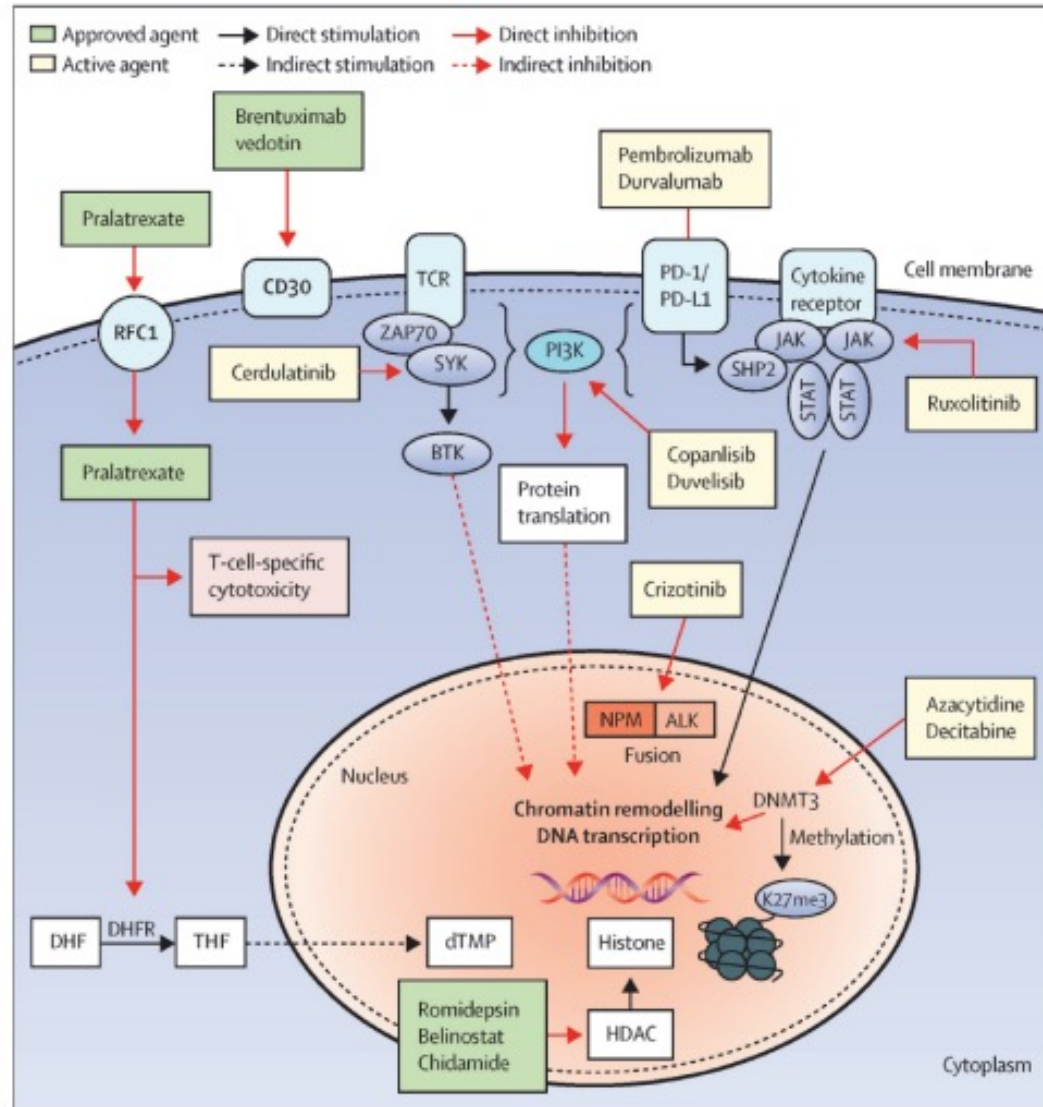 Approved agent
Direct stimulation
Direct inhibition
Active agent
Indirect stimulation
Indirect inhibition
Brentuximab
vedotin
Pembrolizumab
Durvalumab
Pralatrexate
TCR
PD-1/
PD-L1
Cytokine
receptor
Cell membrane
CD30
RFC1
ZAP70
SYK
PI3K
JAK
JAK
SHP2
STAT
STAT
Cerdulatinib
Ruxolitinib
BTK
Copanlisib
Duvelisib
Pralatrexate
Protein
translation
T-cell-specific
cytotoxicity
Crizotinib
NPM
ALK
Fusion
Azacytidine
Decitabine
Nucleus
Chromatin remodelling
DNA transcription
DNMT3
Methylation
K27me3
DHF
DHFR
THF
dTMP
Histone
Romidepsin
Belinostat
Chidamide
HDAC
Cytoplasm